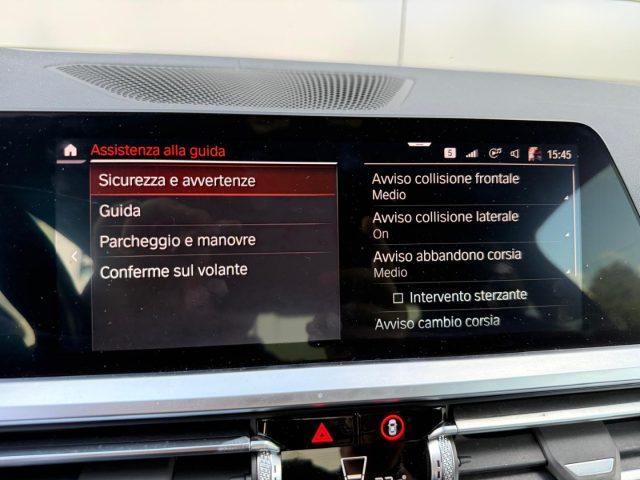 Assistenza alla guida
5
15:45
Sicurezza e avvertenze
Guida
Parcheggio e manovre
Conferme sul volante
Avviso collisione frontale
Medio
Avviso collisione laterale
On
Avviso abbandono corsia
Medio
Intervento sterzante
Avviso cambio corsia